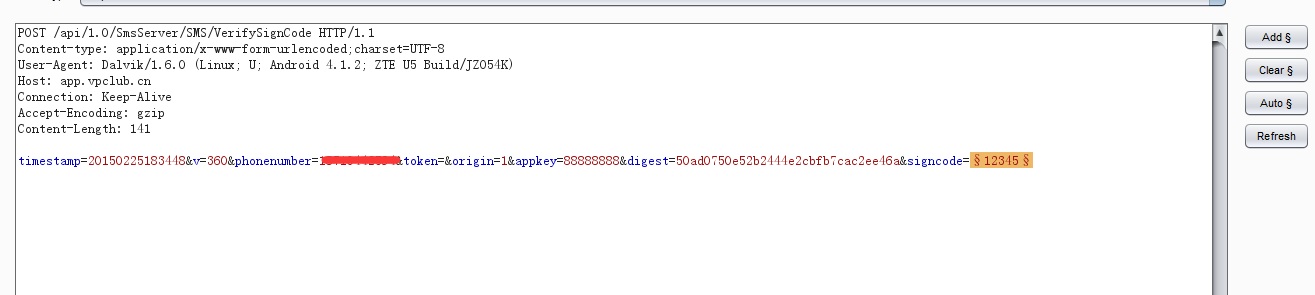 POST /api/1.0/SmsServer/SMS/VerifySignCode HTTP/1.1
Add §
Content-type: application/x-www-form-urlencoded;charset=UTF-8
User-Agent: Dalvik/1.6.0 (Linux; U; Android 4.1.2; ZTE U5 Build/JZO54K)
Clear §
Host: app.vpclub.cn
Connection: Keep-Alive
Auto §
Accept-Encoding: gzip
Content-Length: 141
Refresh
timestamp=20150225183448&v=360&phonenumber=&token=&origin=1&appkey=88888888&digest=50ad0750e52b2444e2cbfb7cac2ee46a&signcode=§12345§